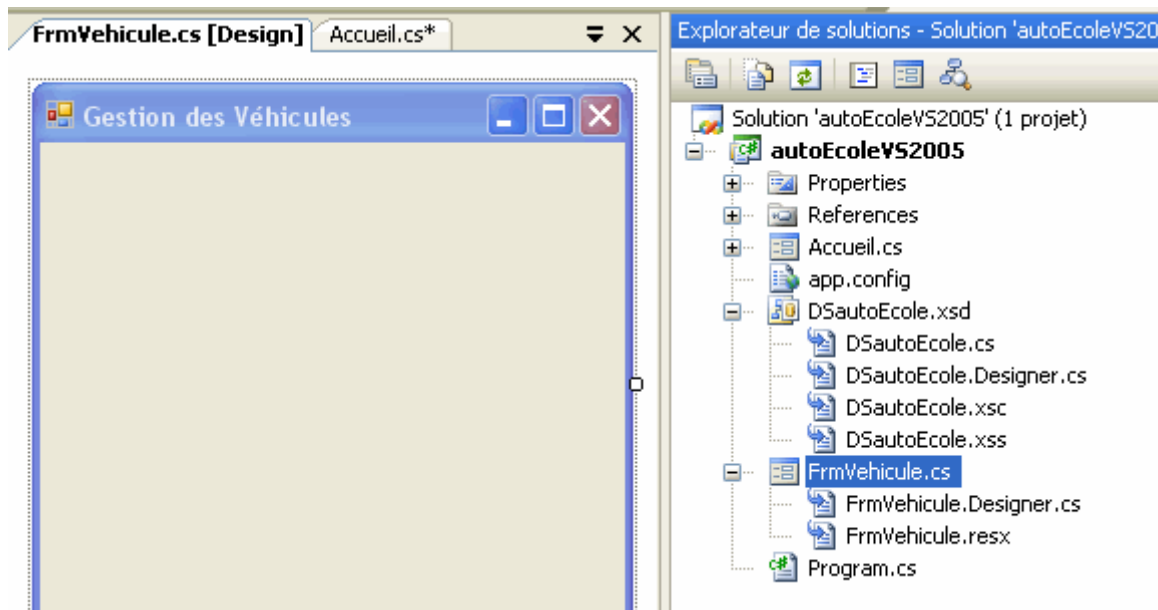 FrmVehicule.cs [Design] Accueil.cs*
Gestion des Véhicules
Explorateur de solutions - Solution 'autoEcoleVS20
Solution 'autoEcoleVS2005' (1 projet)
autoEcoleVS2005
Properties
References
Accueil.cs
app.config
DSautoEcole.xsd
DSautoEcole.cs
DSautoEcole.Designer.cs
DSautoEcole.xsc
DSautoEcole.xss
FrmVehicule.cs
FrmVehicule.Designer.cs
FrmVehicule.resx
Program.cs